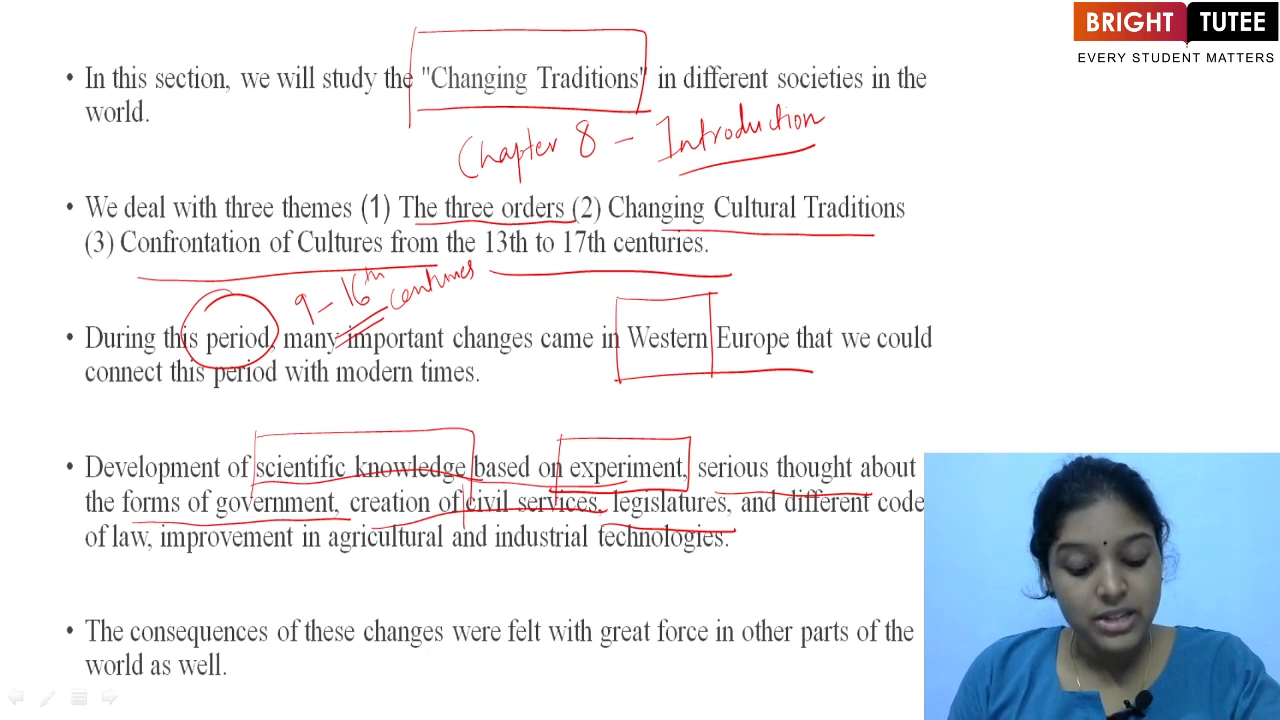 BRIGHT TUTEE
EVERY STUDENT MATTERS
• In this section, we will study the "Changing Traditions" in different societies in the
world.
Chapter 8 - Introduction
• We deal with three themes (1) The three orders (2) Changing Cultural Traditions
(3) Confrontation of Cultures from the 13th to 17th centuries.
9 - 16th centuries
• During this period, many important changes came in Western Europe that we could
connect this period with modern times.
• Development of scientific knowledge based on experiment, serious thought about
the forms of government, creation of civil services, legislatures, and different code
of law, improvement in agricultural and industrial technologies.
• The consequences of these changes were felt with great force in other parts of the
world as well.